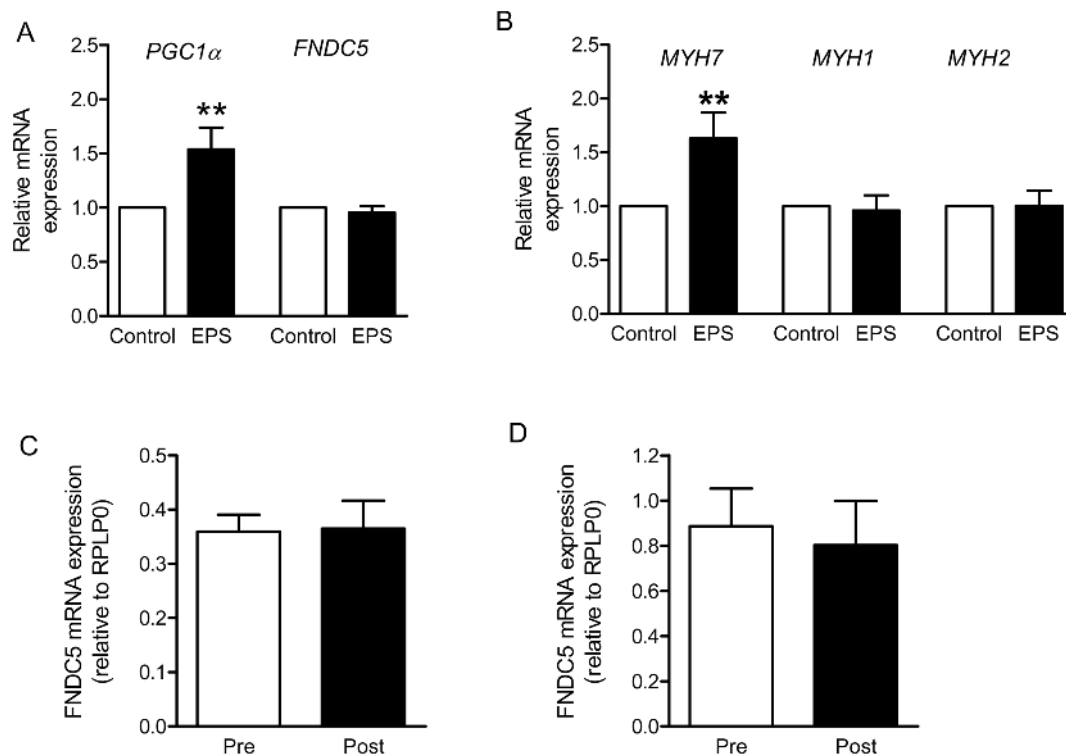 A
PGC1α FNDC5
Relative mRNA
expression
2.5
2.0
1.5
1.0
0.5
0.0
**
Control EPS Control EPS
B
MYH7 MYH1 MYH2
Relative mRNA
expression
2.5
2.0
1.5
1.0
0.5
0.0
**
Control EPS Control EPS Control EPS
C
FNDC5 mRNA expression
(relative to RPLP0)
0.5
0.4
0.3
0.2
0.1
0.0
Pre Post
D
FNDC5 mRNA expression
(relative to RPLP0)
1.2
1.0
0.8
0.6
0.4
0.2
0.0
Pre Post